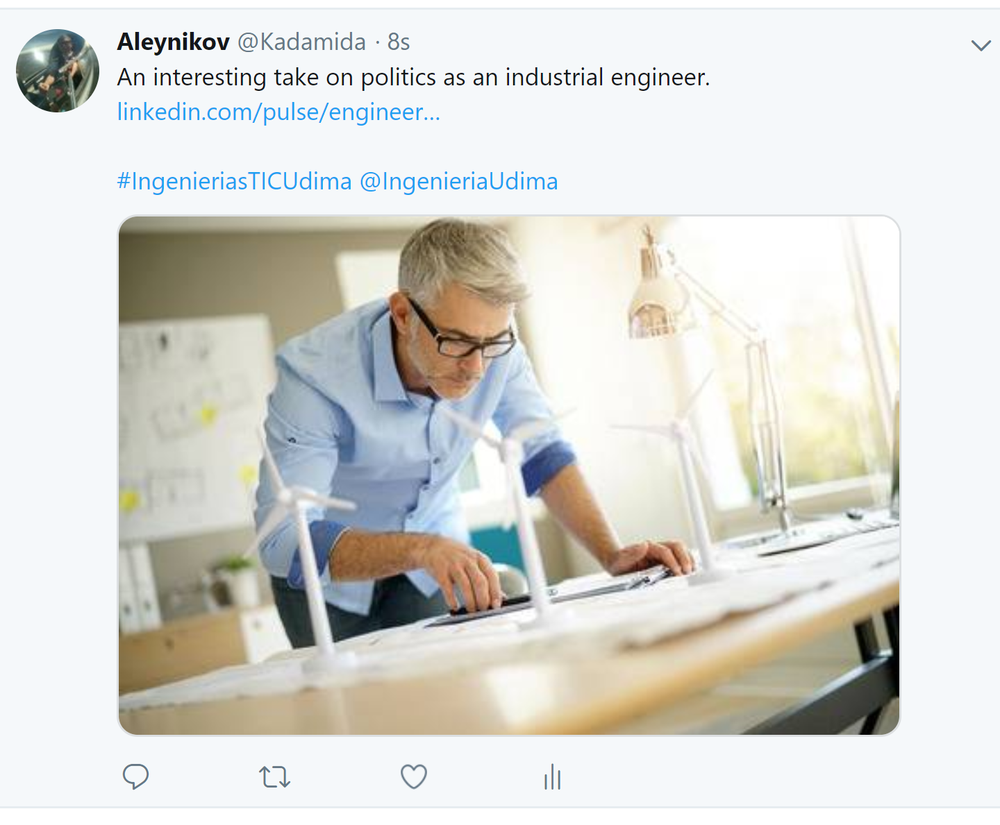 Aleynikov @Kadamida · 8s
An interesting take on politics as an industrial engineer.
linkedin.com/pulse/engineer...
#IngenieriasTICUdima @IngenieriaUdima